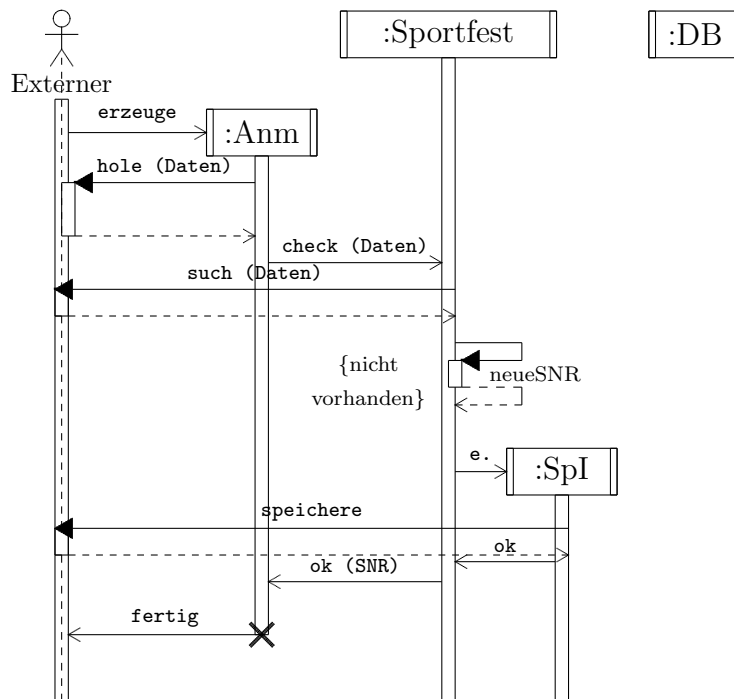 :Sportfest
:DB
Externer
erzeuge
:Anm
hole (Daten)
check (Daten)
such (Daten)
{nicht
vorhanden}
neueSNR
e.
:SpI
speichere
ok
ok (SNR)
fertig